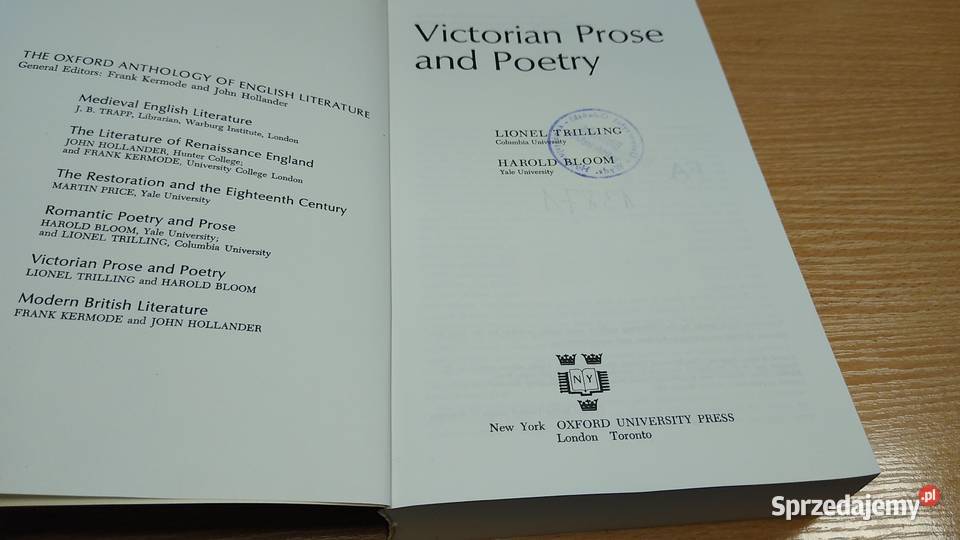 THE OXFORD ANTHOLOGY OF ENGLISH LITERATURE
General Editors: Frank Kermode and John Hollander
Medieval English Literature
J. B. TRAPP, Librarian, Warburg Institute, London
The Literature of Renaissance England
JOHN HOLLANDER, Hunter College;
and FRANK KERMODE, University College London
The Restoration and the Eighteenth Century
MARTIN PRICE, Yale University
Romantic Poetry and Prose
HAROLD BLOOM, Yale University;
and LIONEL TRILLING, Columbia University
Victorian Prose and Poetry
LIONEL TRILLING and HAROLD BLOOM
Modern British Literature
FRANK KERMODE and JOHN HOLLANDER
Victorian Prose
and Poetry
LIONEL TRILLING
Columbia University
HAROLD BLOOM
Yale University
N Y
New York OXFORD UNIVERSITY PRESS
London Toronto
Sprzedajemy.pl